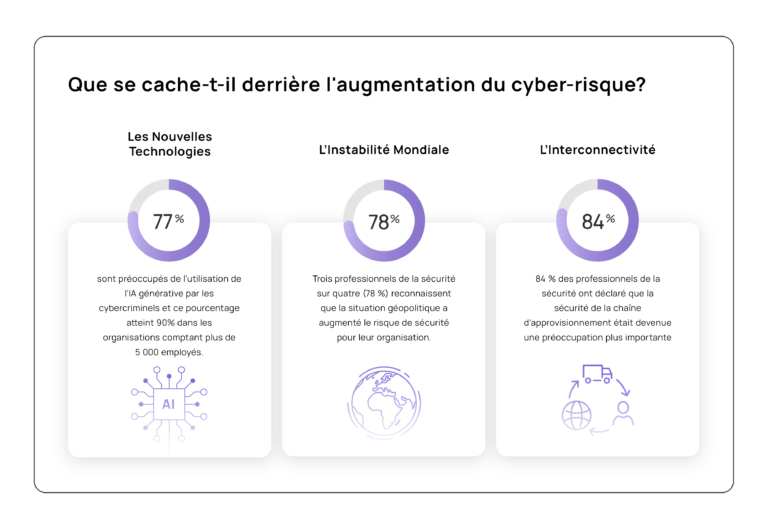 Que se cache-t-il derrière l'augmentation du cyber-risque?
Les Nouvelles
Technologies
77%
sont préoccupés de l'utilisation de
l'IA générative par les
cybercriminels et ce pourcentage
atteint 90% dans les
organisations comptant plus de
5 000 employés.
AI
L'Instabilité Mondiale
78%
Trois professionnels de la sécurité
sur quatre (78 %) reconnaissent
que la situation géopolitique a
augmenté le risque de sécurité
pour leur organisation.
L'Interconnectivité
84%
84 % des professionnels de la
sécurité ont déclaré que la
sécurité de la chaîne
d'approvisionnement était devenue
une préoccupation plus importante